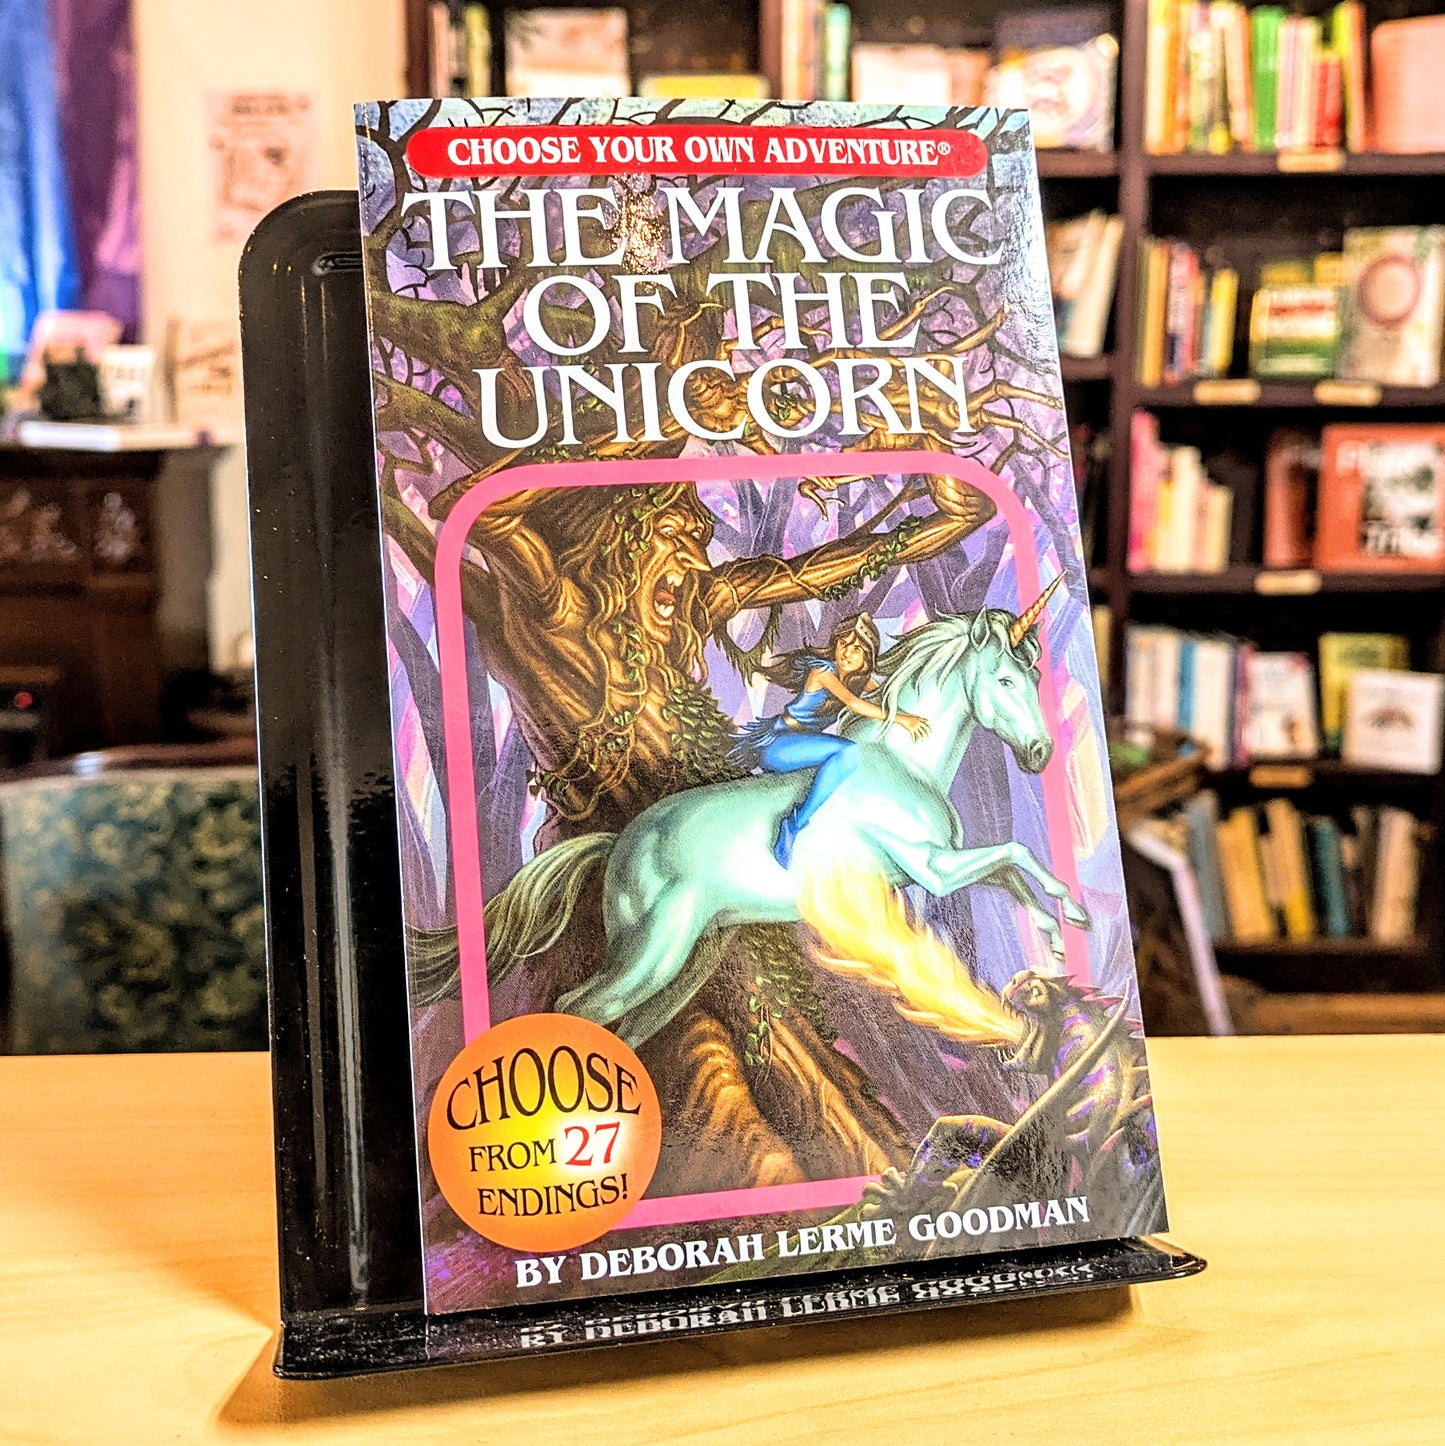 CHOOSE YOUR OWN ADVENTURE®
THE MAGIC
OF THE
UNICORN
CHOOSE
FROM 27
ENDINGS!
BY DEBORAH LERME GOODMAN